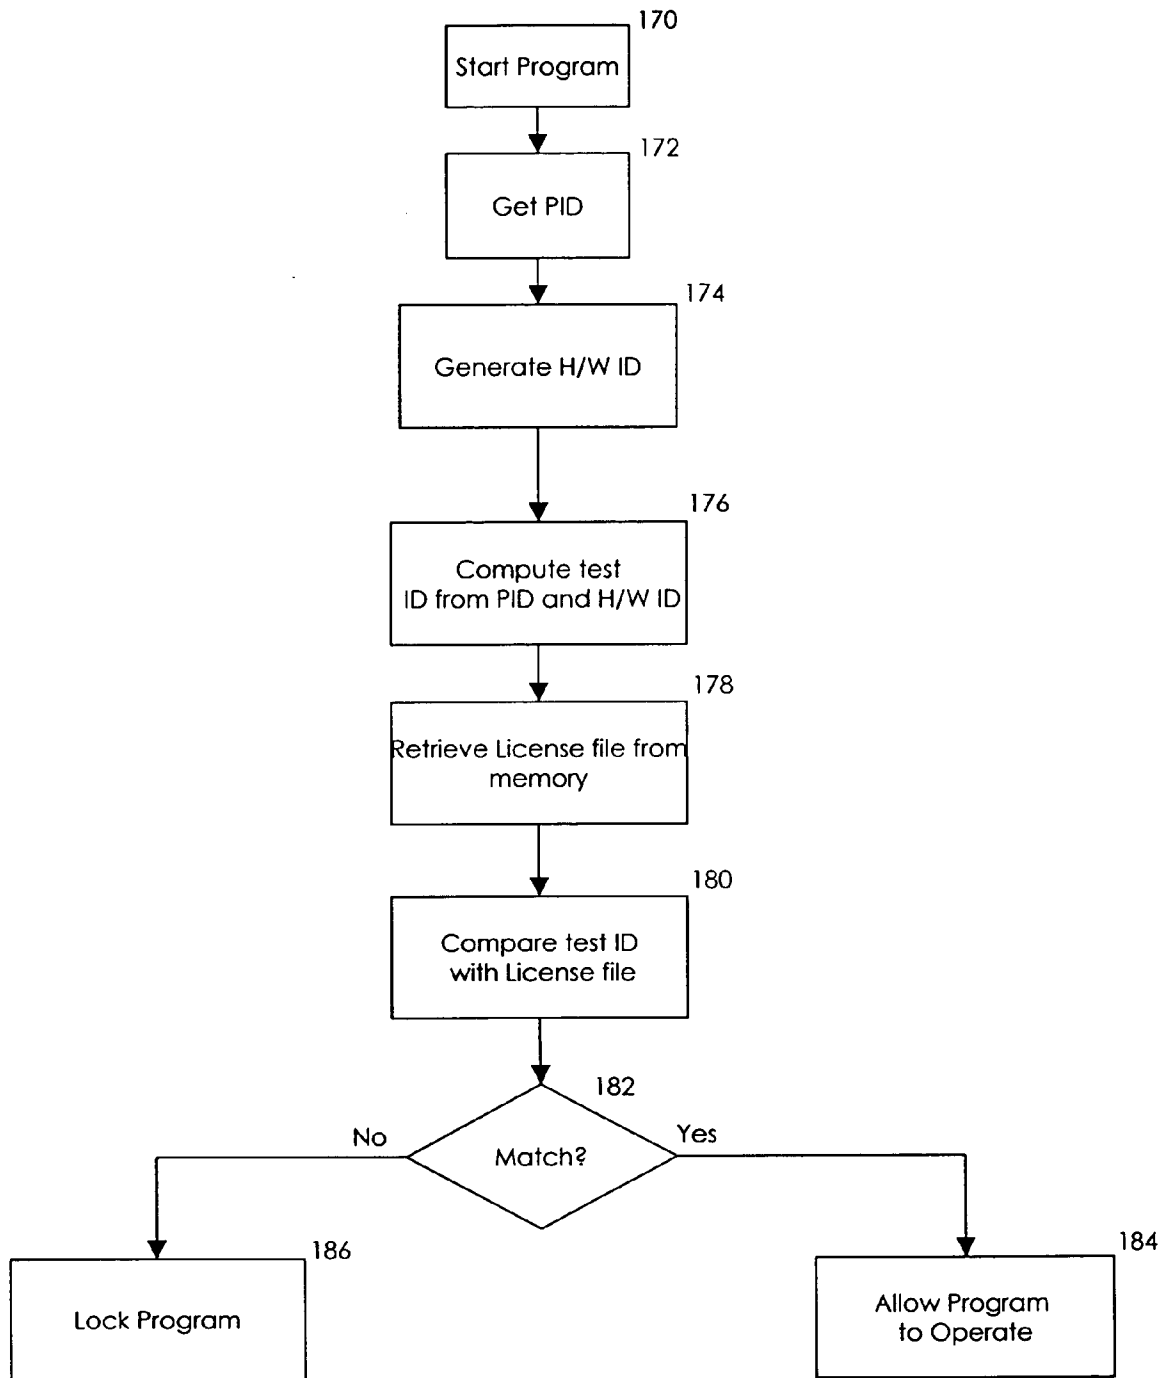 170
Start Program
172
Get PID
174
Generate H/W ID
176
Compute test
ID from PID and H/W ID
178
Retrieve License file from
memory
180
Compare test ID
with License file
182
No
Yes
Match?
186
Lock Program
184
Allow Program
to Operate